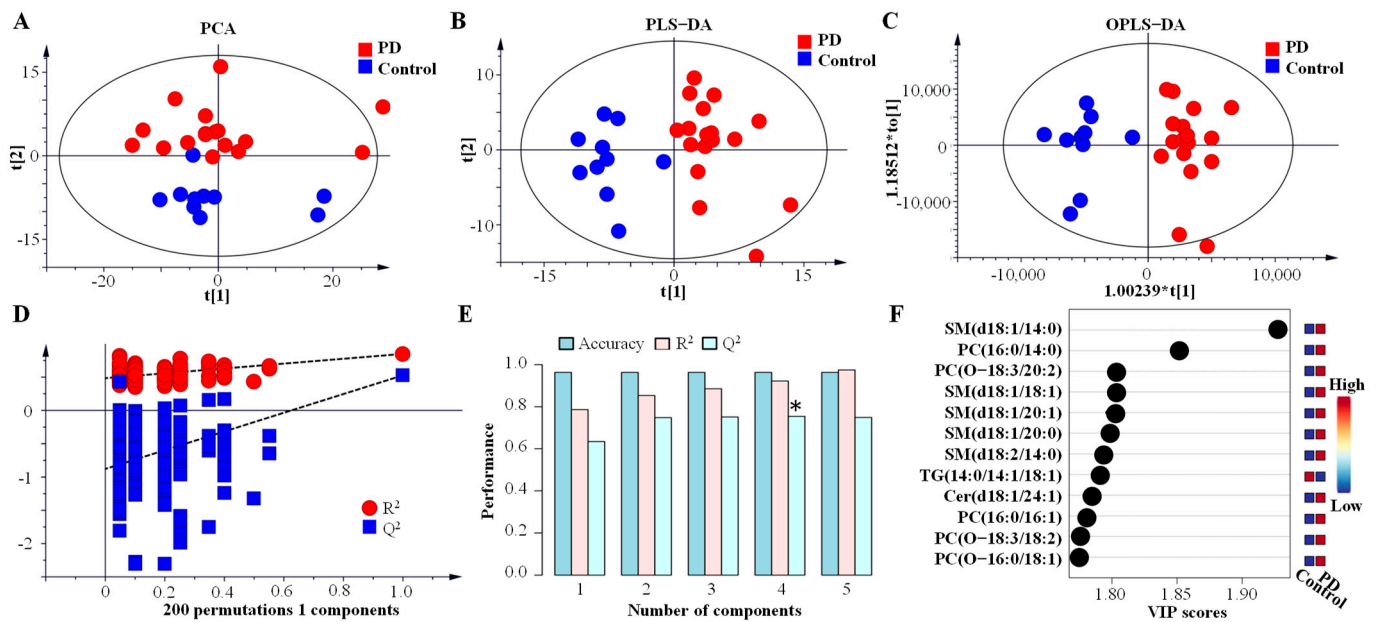 A
PCA
PD
Control
t[2]
15
0
-15
-20
0
20
t[1]
B
PLS−DA
PD
Control
t[2]
10
0
-10
-15
0
15
t[1]
C
OPLS−DA
PD
Control
1.18512*to[1]
10,000
0
-10,000
-10,000
0
10,000
1.00239*t[1]
D
0
-1
-2
R²
Q²
0
0.2
0.4
0.6
0.8
1.0
200 permutations 1 components
E
Accuracy
R²
Q²
Performance
1.0
0.8
0.6
0.4
0.2
0.0
*
1
2
3
4
5
Number of components
F
SM(d18:1/14:0)
PC(16:0/14:0)
PC(O−18:3/20:2)
SM(d18:1/18:1)
SM(d18:1/20:1)
SM(d18:1/20:0)
SM(d18:2/14:0)
TG(14:0/14:1/18:1)
Cer(d18:1/24:1)
PC(16:0/16:1)
PC(O−18:3/18:2)
PC(O−16:0/18:1)
1.80
1.85
1.90
VIP scores
High
Low
PD
Control